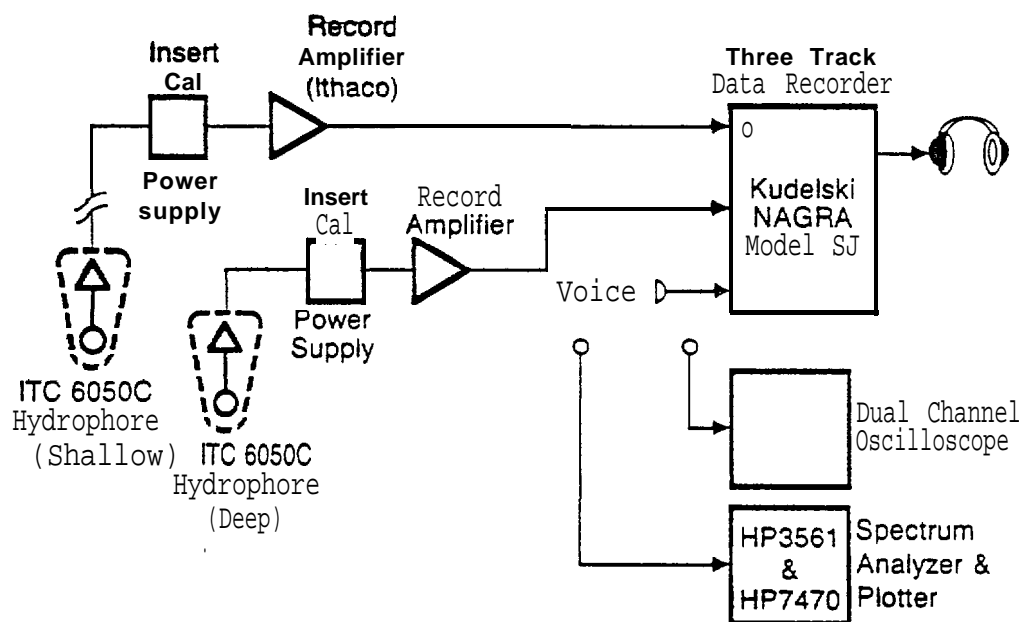 Insert
Cal
Power
supply
Record
Amplifier
(Ithaco)
Three Track
Data Recorder
o
Kudelski
NAGRA
Model SJ
Insert
Cal
Power
Supply
Record
Amplifier
Voice
ITC 6050C
Hydrophore
(Shallow)
ITC 6050C
Hydrophore
(Deep)
Dual Channel
Oscilloscope
HP3561
&
HP7470
Spectrum
Analyzer &
Plotter